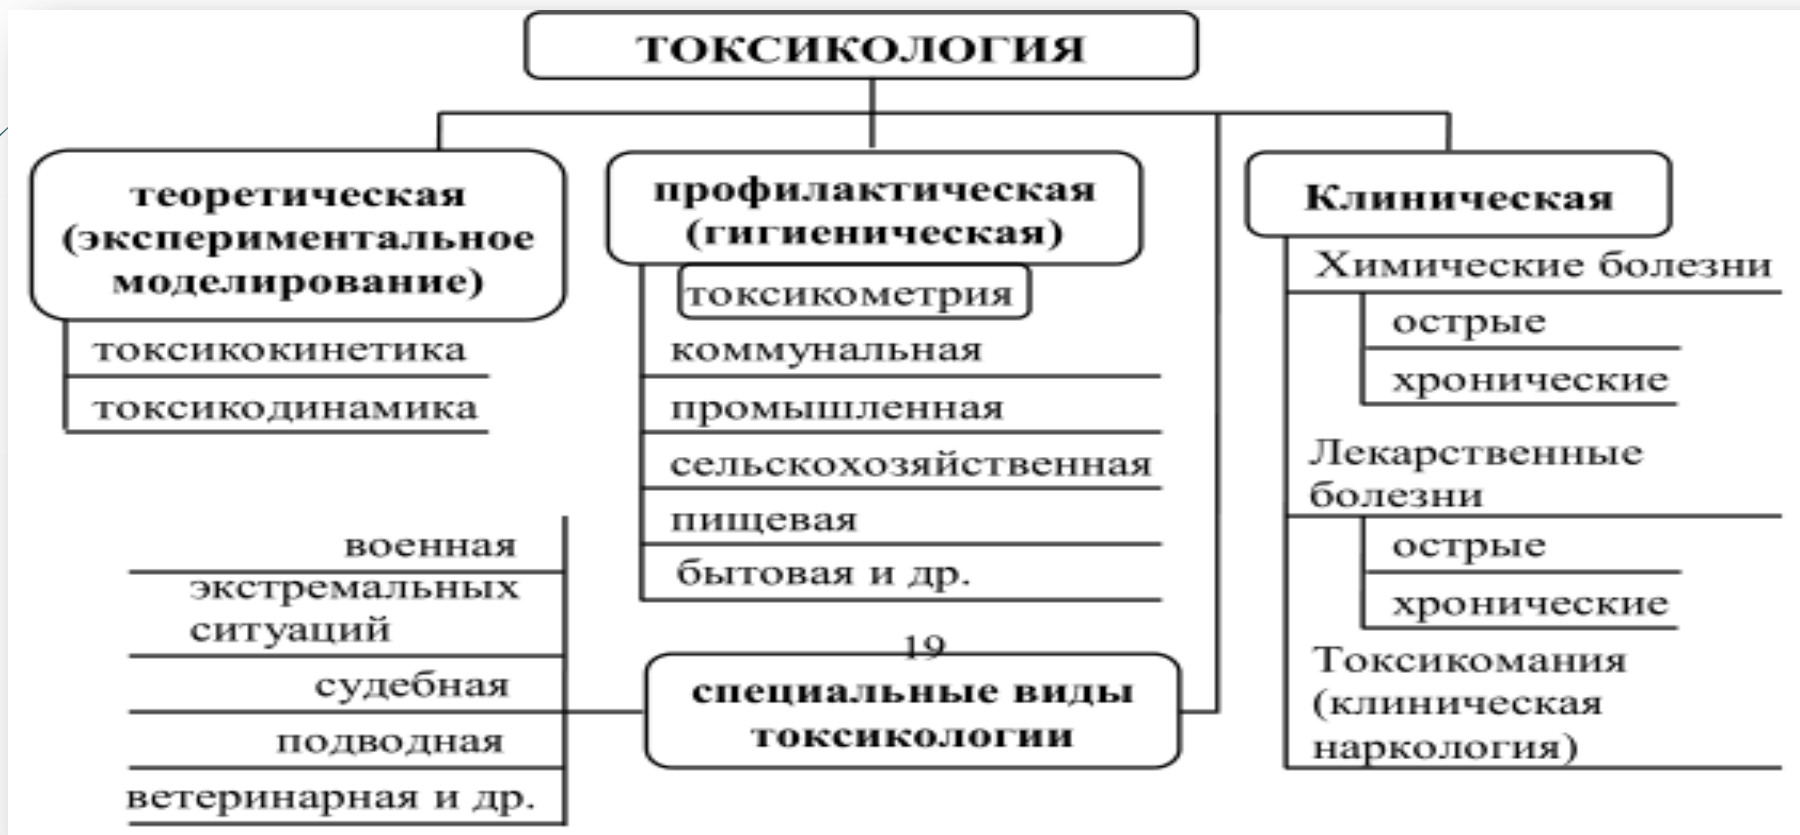 ТОКСИКОЛОГИЯ
теоретическая
(экспериментальное
моделирование)
токсикокинетика
токсикодинамика
профилактическая
(гигиеническая)
токсикометрия
коммунальная
промышленная
сельскохозяйственная
пищевая
бытовая и др.
Клиническая
Химические болезни
острые
хронические
Лекарственные
болезни
острые
хронические
Токсикомания
(клиническая
наркология)
19
специальные виды
токсикологии
военная
экстремальных
ситуаций
судебная
подводная
ветеринарная и др.